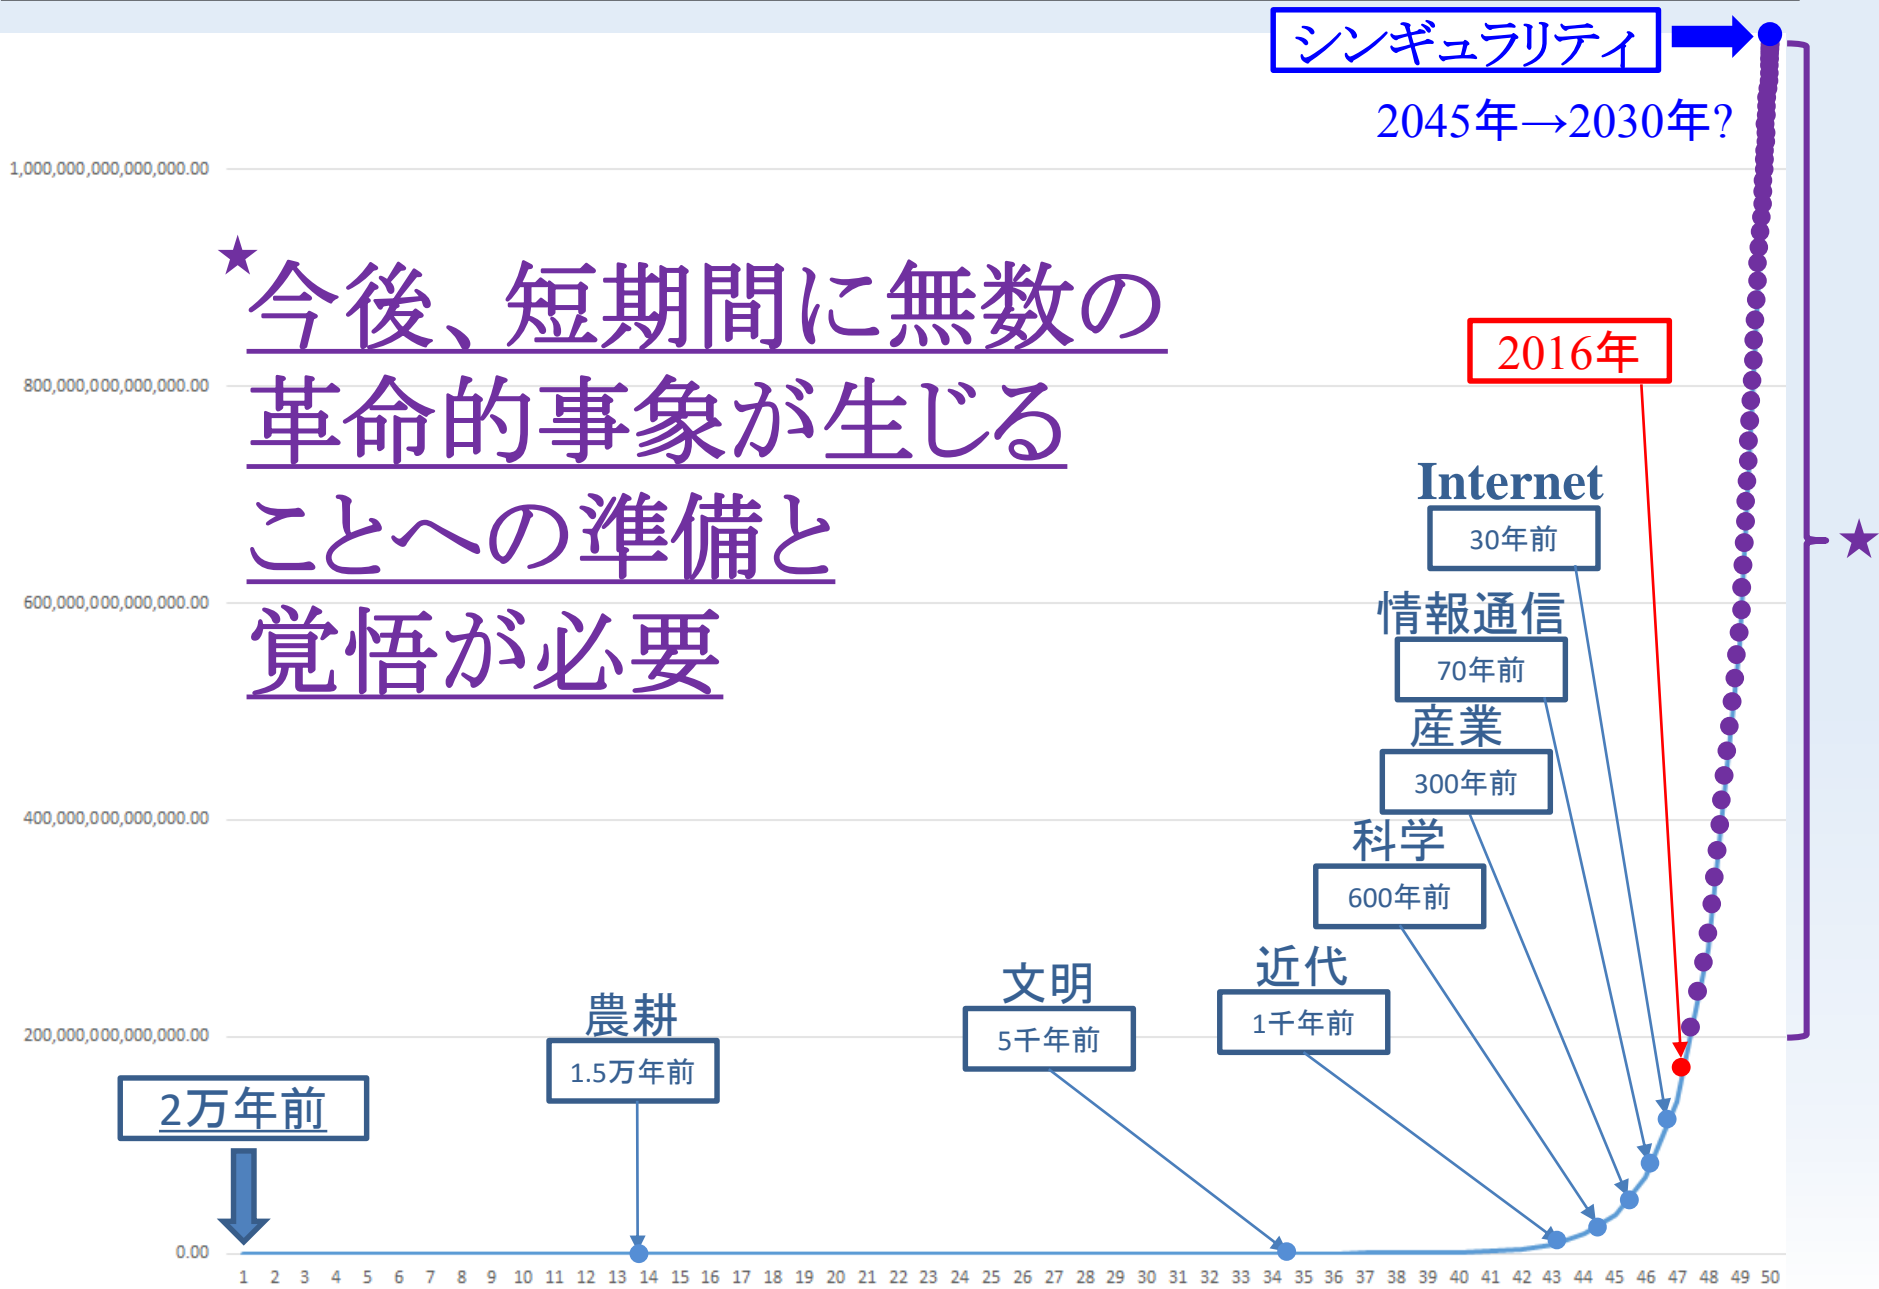 シンギュラリティ
2045年→2030年?
1,000,000,000,000,000.00
★今後、短期間に無数の
革命的事象が生じる
ことへの準備と
覚悟が必要
2016年
800,000,000,000,000.00
Internet
30年前
★
600,000,000,000,000.00
情報通信
70年前
産業
300年前
400,000,000,000,000.00
科学
600年前
近代
1千年前
文明
5千年前
農耕
1.5万年前
200,000,000,000,000.00
2万年前
0.00
1 2 3 4 5 6 7 8 9 10 11 12 13 14 15 16 17 18 19 20 21 22 23 24 25 26 27 28 29 30 31 32 33 34 35 36 37 38 39 40 41 42 43 44 45 46 47 48 49 50